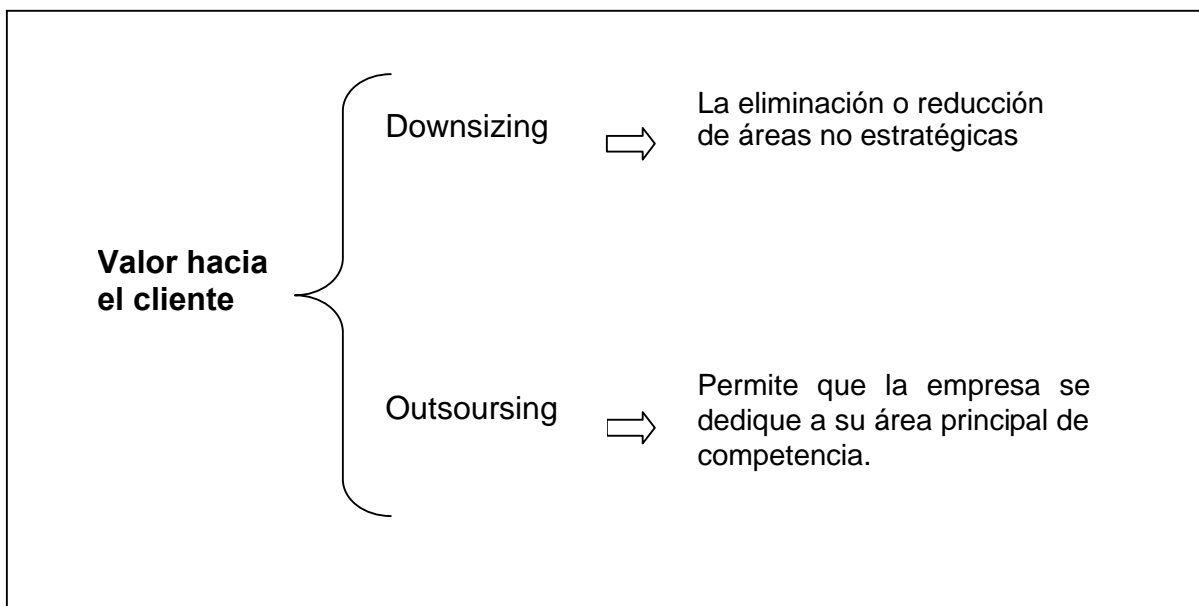 Downsizing
La eliminación o reducción
de áreas no estratégicas
Valor hacia
el cliente
Outsoursing
Permite que la empresa se
dedique a su área principal de
competencia.